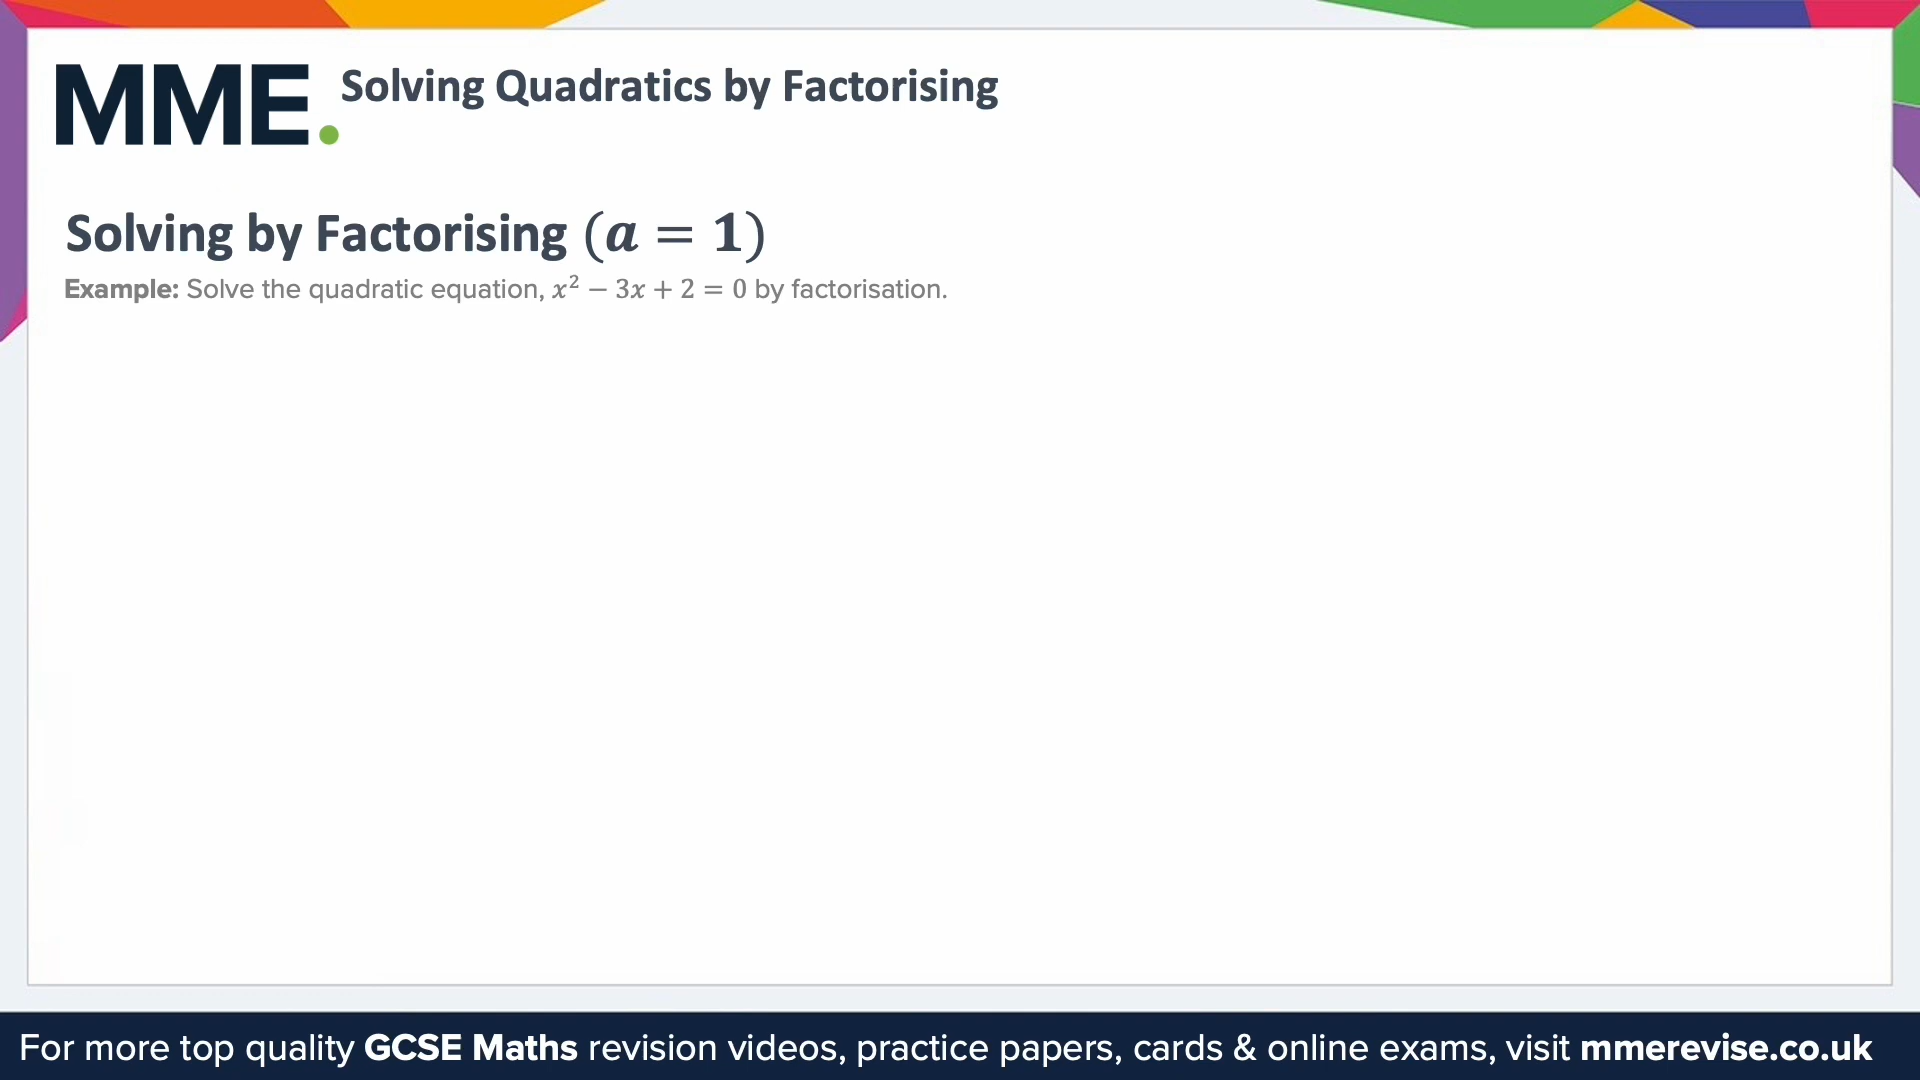 MME. Solving Quadratics by Factorising
Solving by Factorising (a = 1)
Example: Solve the quadratic equation, x² − 3x + 2 = 0 by factorisation.
For more top quality GCSE Maths revision videos, practice papers, cards & online exams, visit mmerevise.co.uk